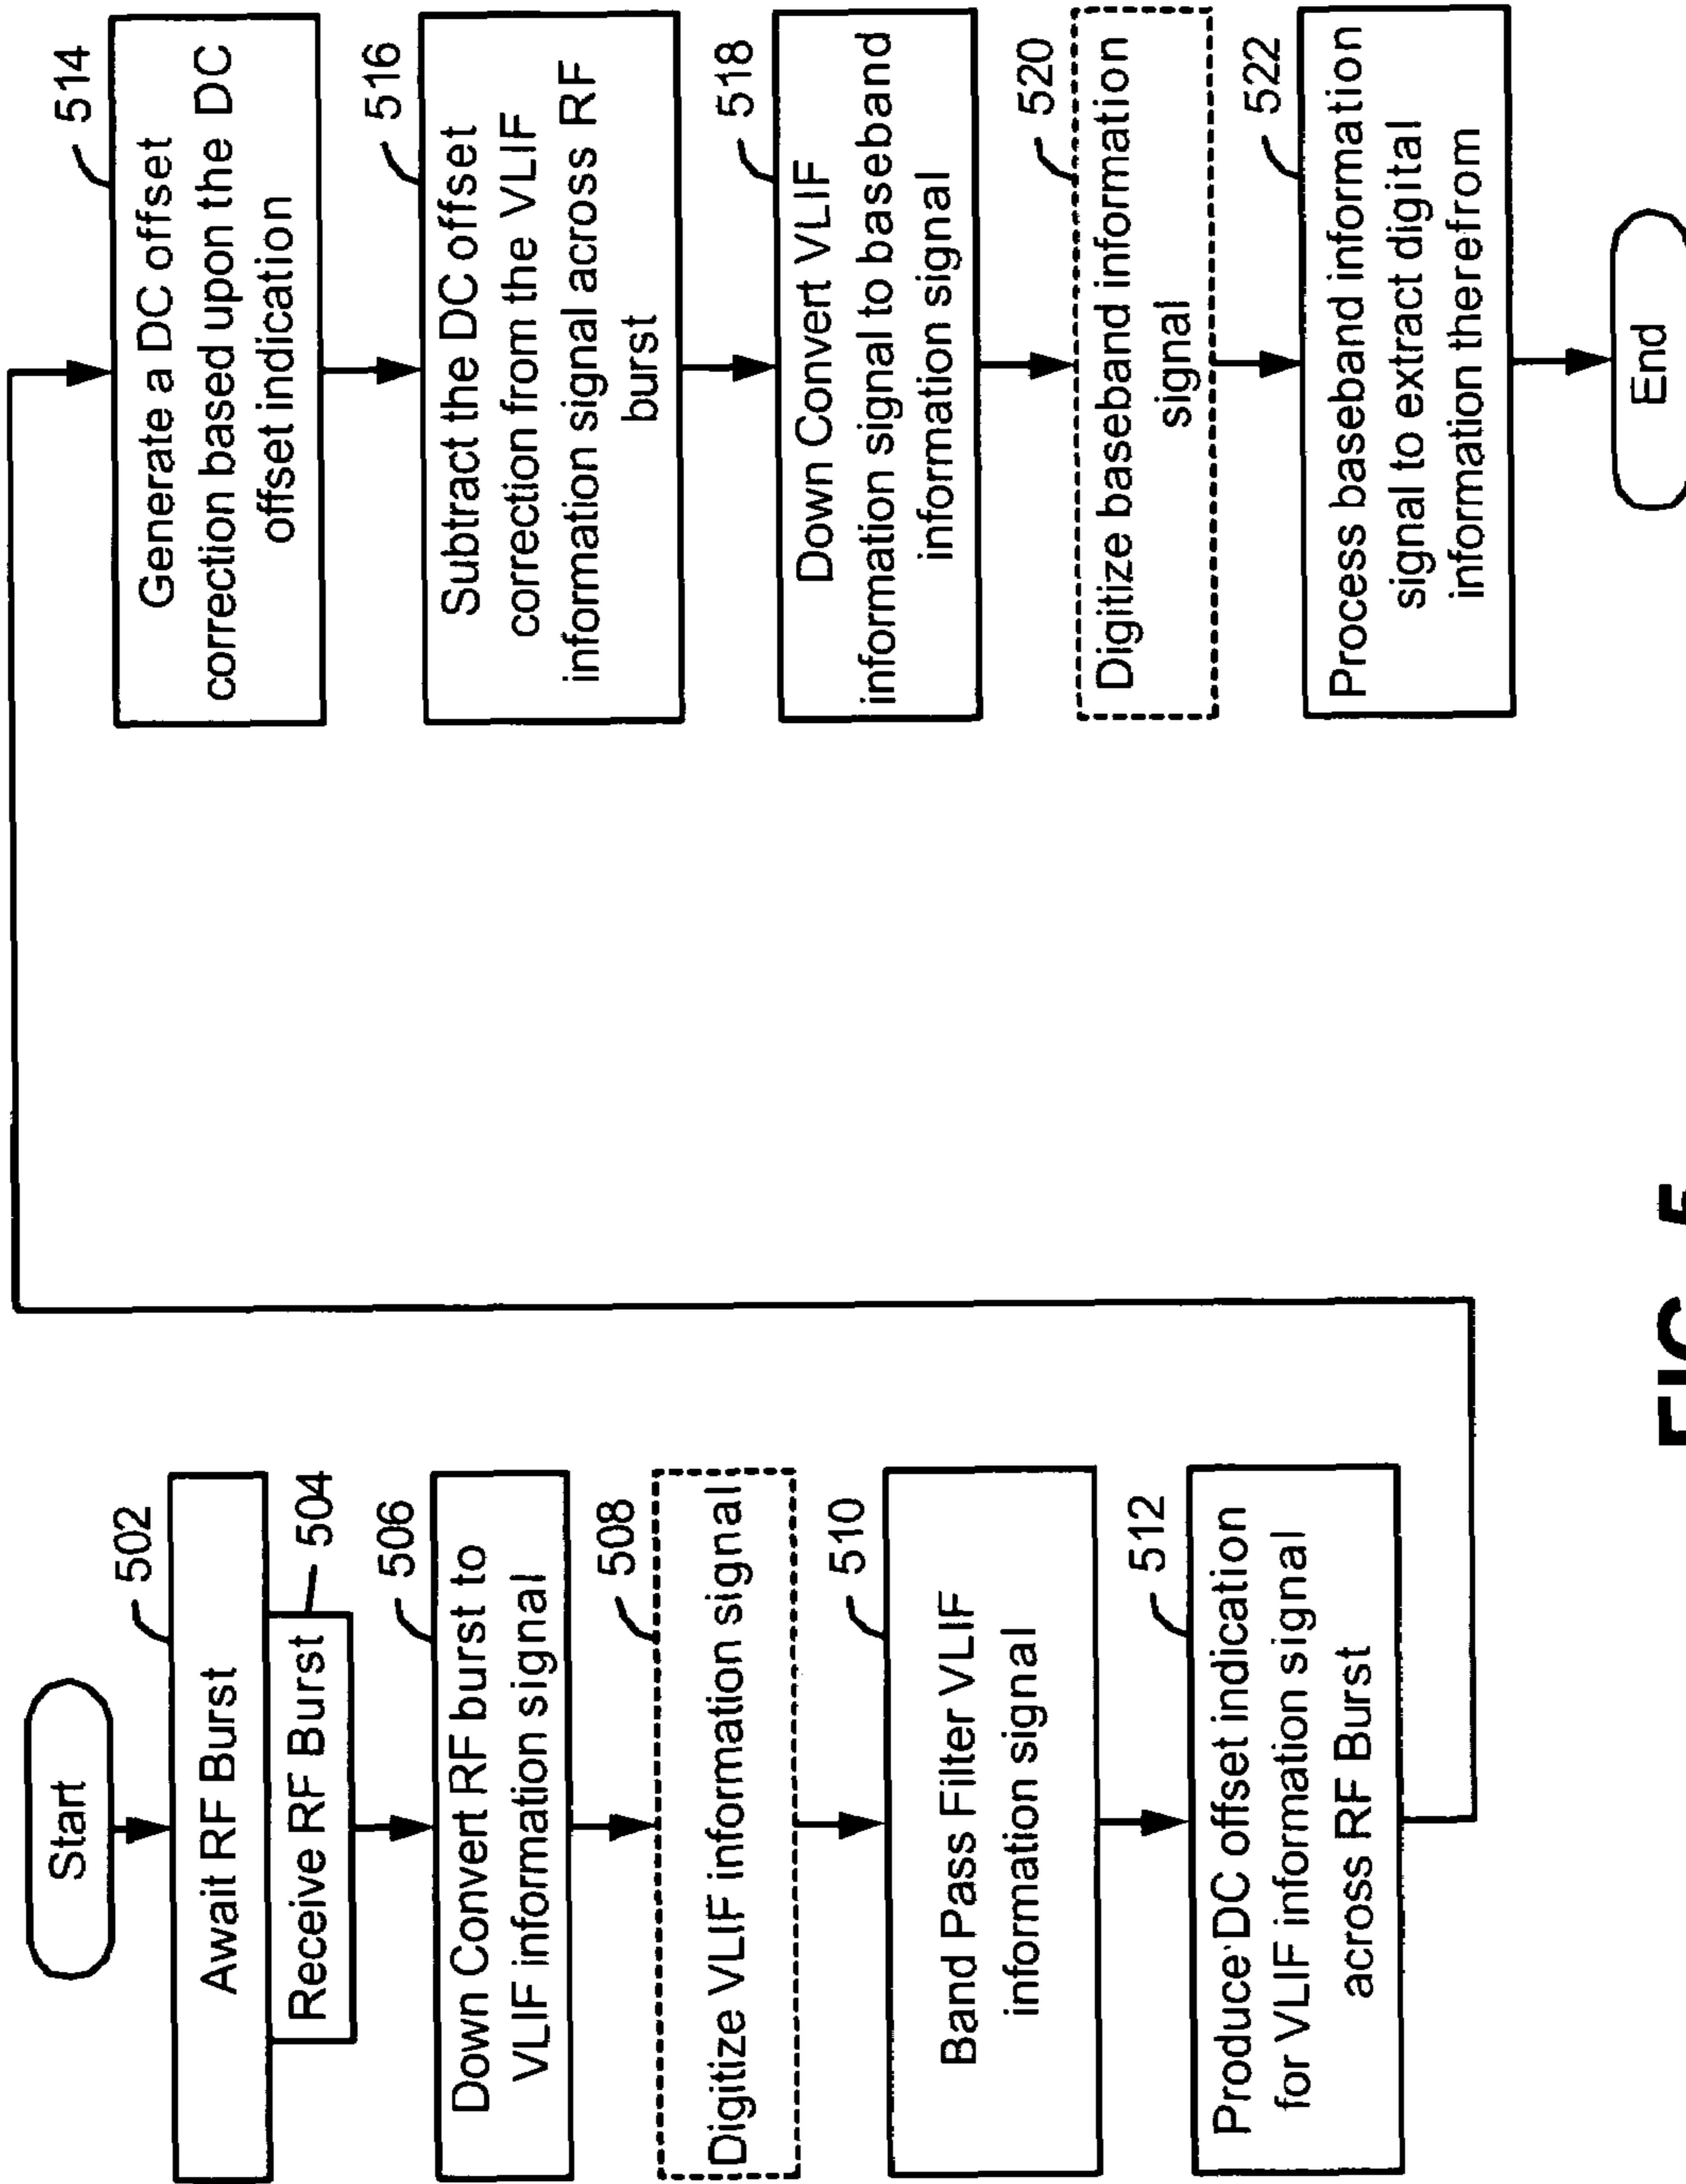 Start
502
Await RF Burst
Receive RF Burst
504
506
Down Convert RF burst to
VLIF information signal
508
Digitize VLIF information signal
510
Band Pass Filter VLIF
information signal
512
Produce DC offset indication
for VLIF information signal
across RF Burst
514
Generate a DC offset
correction based upon the DC
offset indication
516
Subtract the DC offset
correction from the VLIF
information signal across RF
burst
518
Down Convert VLIF
information signal to baseband
information signal
520
Digitize baseband information
signal
522
Process baseband information
signal to extract digital
information therefrom
End
FIG. 5